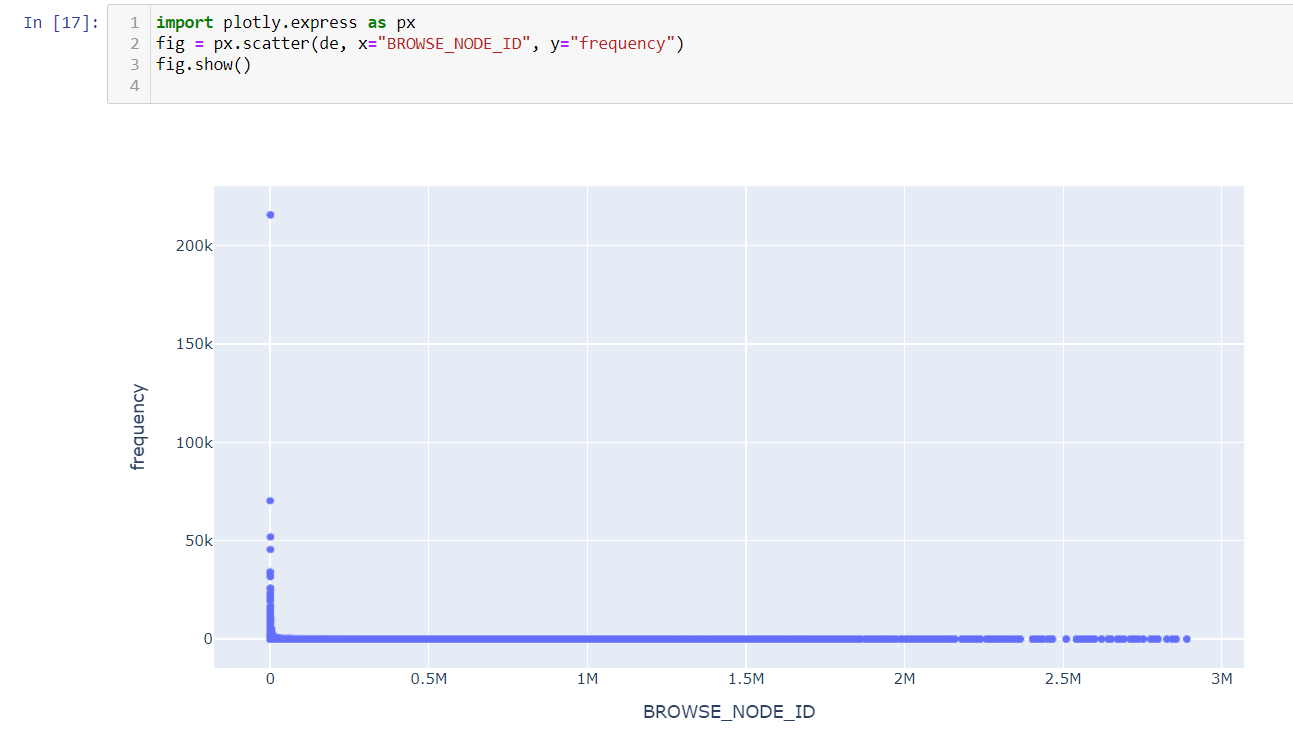 In [17]:
1 import plotly.express as px
2 fig = px.scatter(de, x="BROWSE_NODE_ID", y="frequency")
3 fig.show()
4
200k
150k
100k
50k
0
frequency
0 0.5M 1M 1.5M 2M 2.5M 3M
BROWSE_NODE_ID